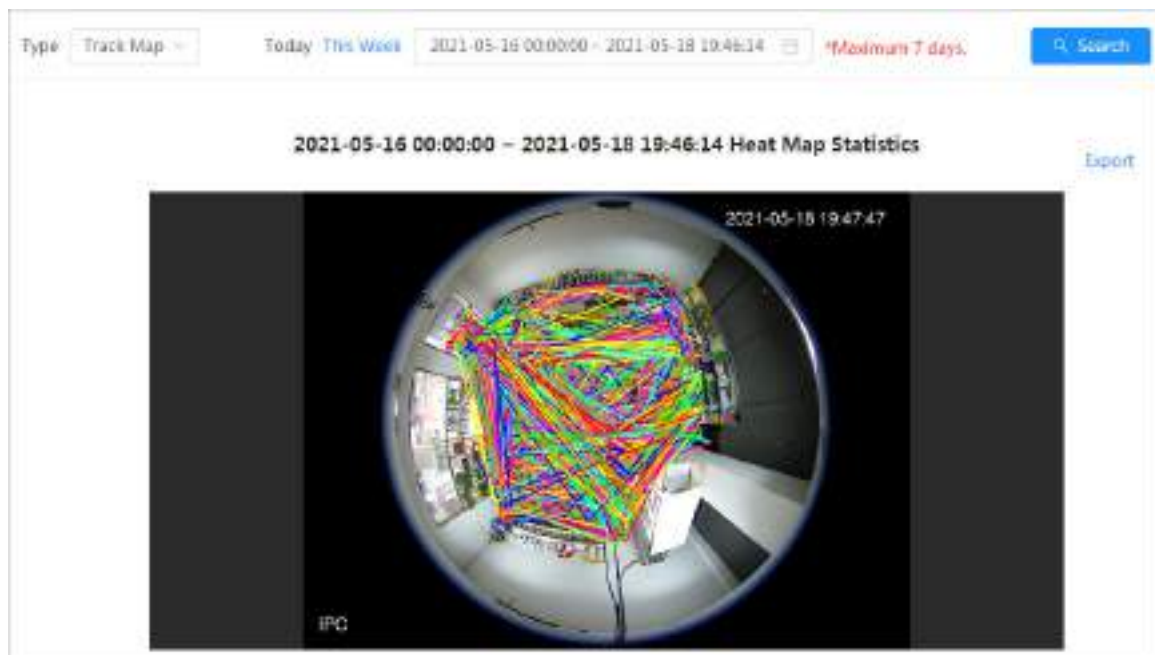 Type Track Map Today This Week 2021-05-16 00:00:00 - 2021-05-18 19:46:14 *Maximum 7 days. Search
2021-05-16 00:00:00 ~ 2021-05-18 19:46:14 Heat Map Statistics
Export
2021-05-18 19:47:47
IPC